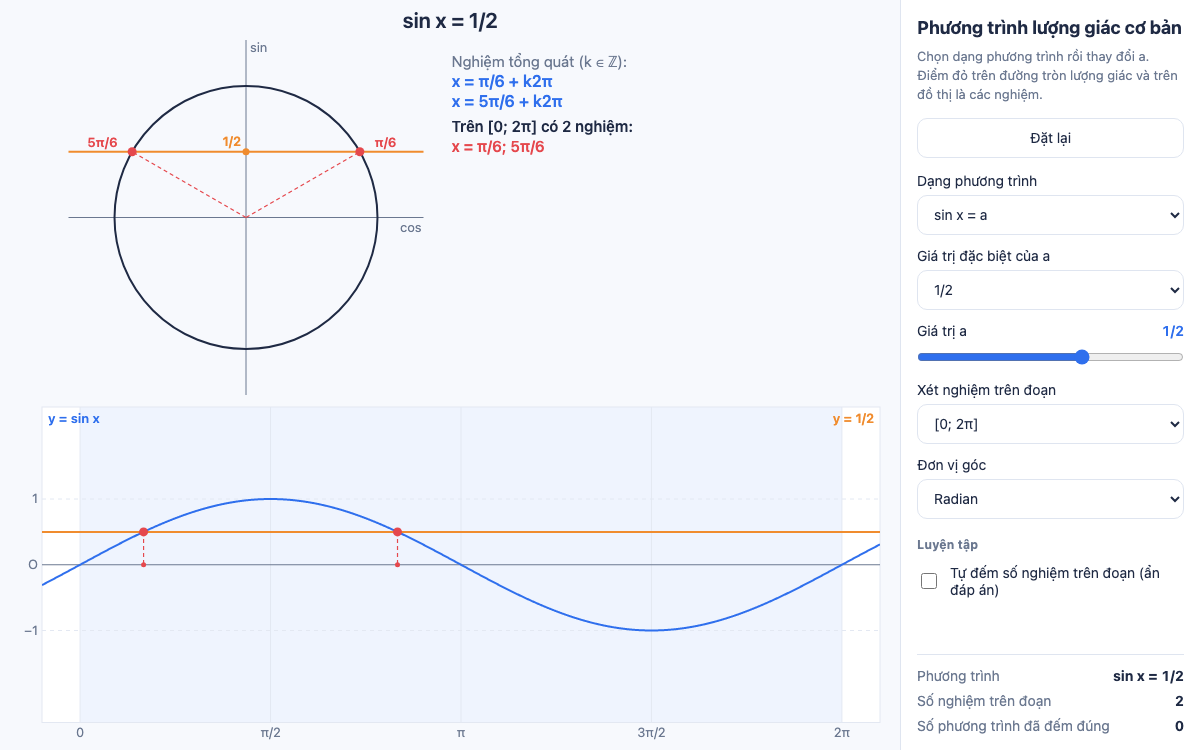 sin x = 1/2
sin
cos
5π/6
1/2
π/6
Nghiệm tổng quát (k ∈ ℤ):
x = π/6 + k2π
x = 5π/6 + k2π
Trên [0; 2π] có 2 nghiệm:
x = π/6; 5π/6
y = sin x
y = 1/2
1
O
−1
0
π/2
π
3π/2
2π
Phương trình lượng giác cơ bản
Chọn dạng phương trình rồi thay đổi a.
Điểm đỏ trên đường tròn lượng giác và trên
đồ thị là các nghiệm.
Đặt lại
Dạng phương trình
sin x = a
Giá trị đặc biệt của a
1/2
Giá trị a
1/2
Xét nghiệm trên đoạn
[0; 2π]
Đơn vị góc
Radian
Luyện tập
Tự đếm số nghiệm trên đoạn (ẩn
đáp án)
Phương trình
sin x = 1/2
Số nghiệm trên đoạn
2
Số phương trình đã đếm đúng
0